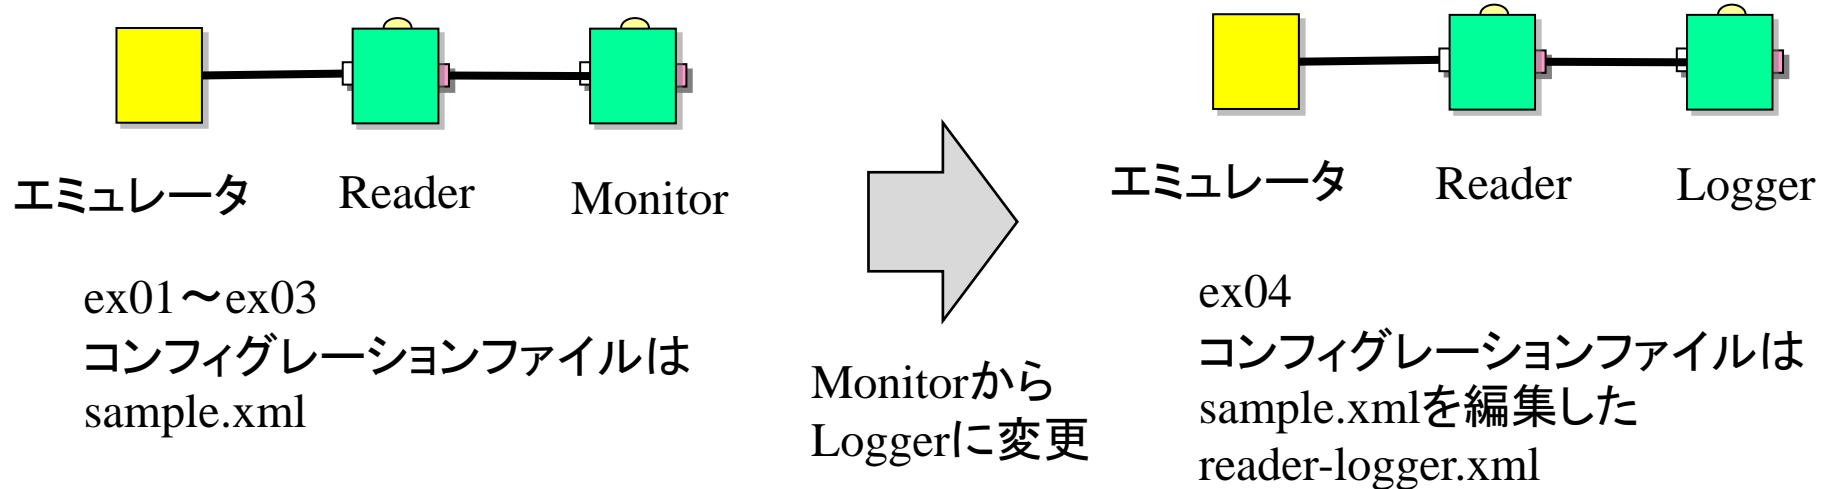 エミュレータ
Reader
Monitor
ex01～ex03
コンフィグレーションファイルは
sample.xml
Monitorから
Loggerに変更
エミュレータ
Reader
Logger
ex04
コンフィグレーションファイルは
sample.xmlを編集した
reader-logger.xml